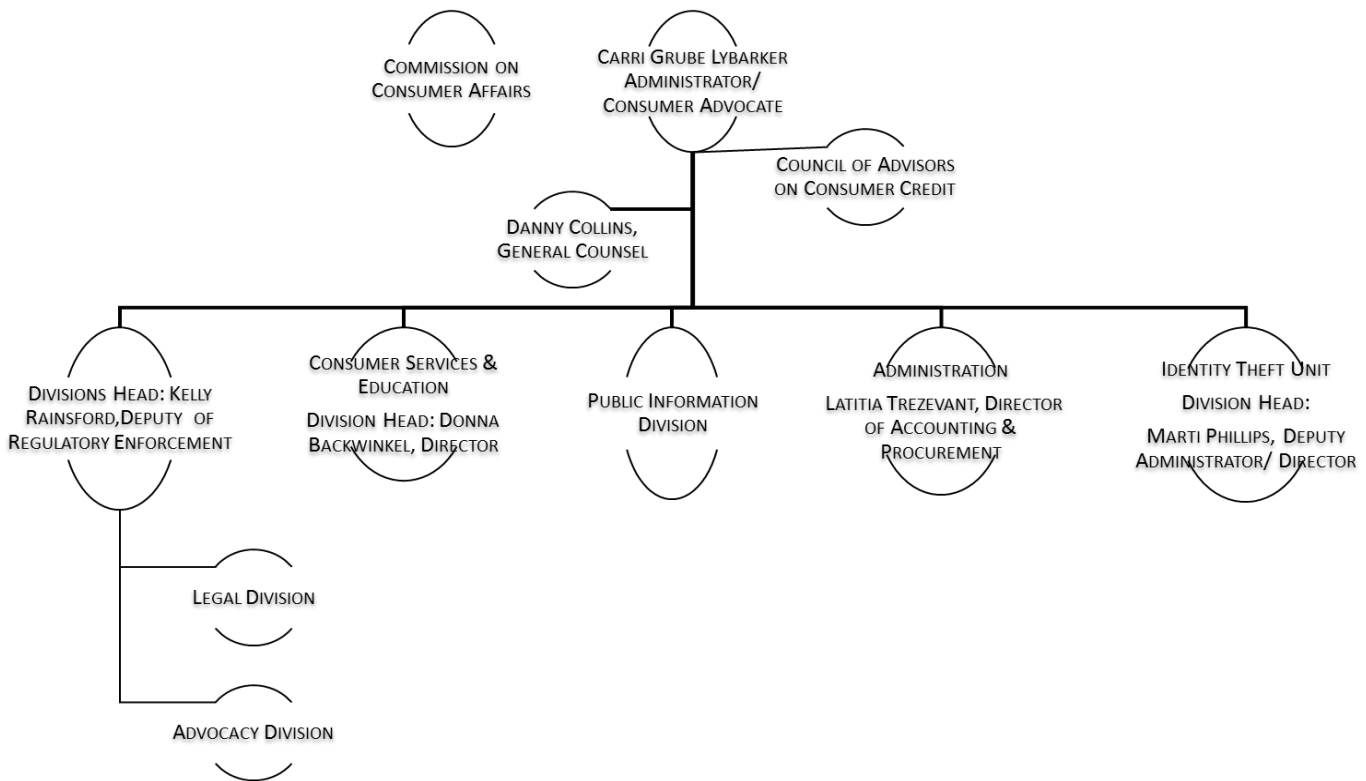 Commission on
Consumer Affairs
Carri Grube Lybarker
Administrator/
Consumer Advocate
Council of Advisors
on Consumer Credit
Danny Collins,
General Counsel
Divisions Head: Kelly
Rainsford,Deputy of
Regulatory Enforcement
Consumer Services &
Education
Division Head: Donna
Backwinkel, Director
Public Information
Division
Administration
Latitia Trezevant, Director
of Accounting &
Procurement
Identity Theft Unit
Division Head:
Marti Phillips, Deputy
Administrator/ Director
Legal Division
Advocacy Division